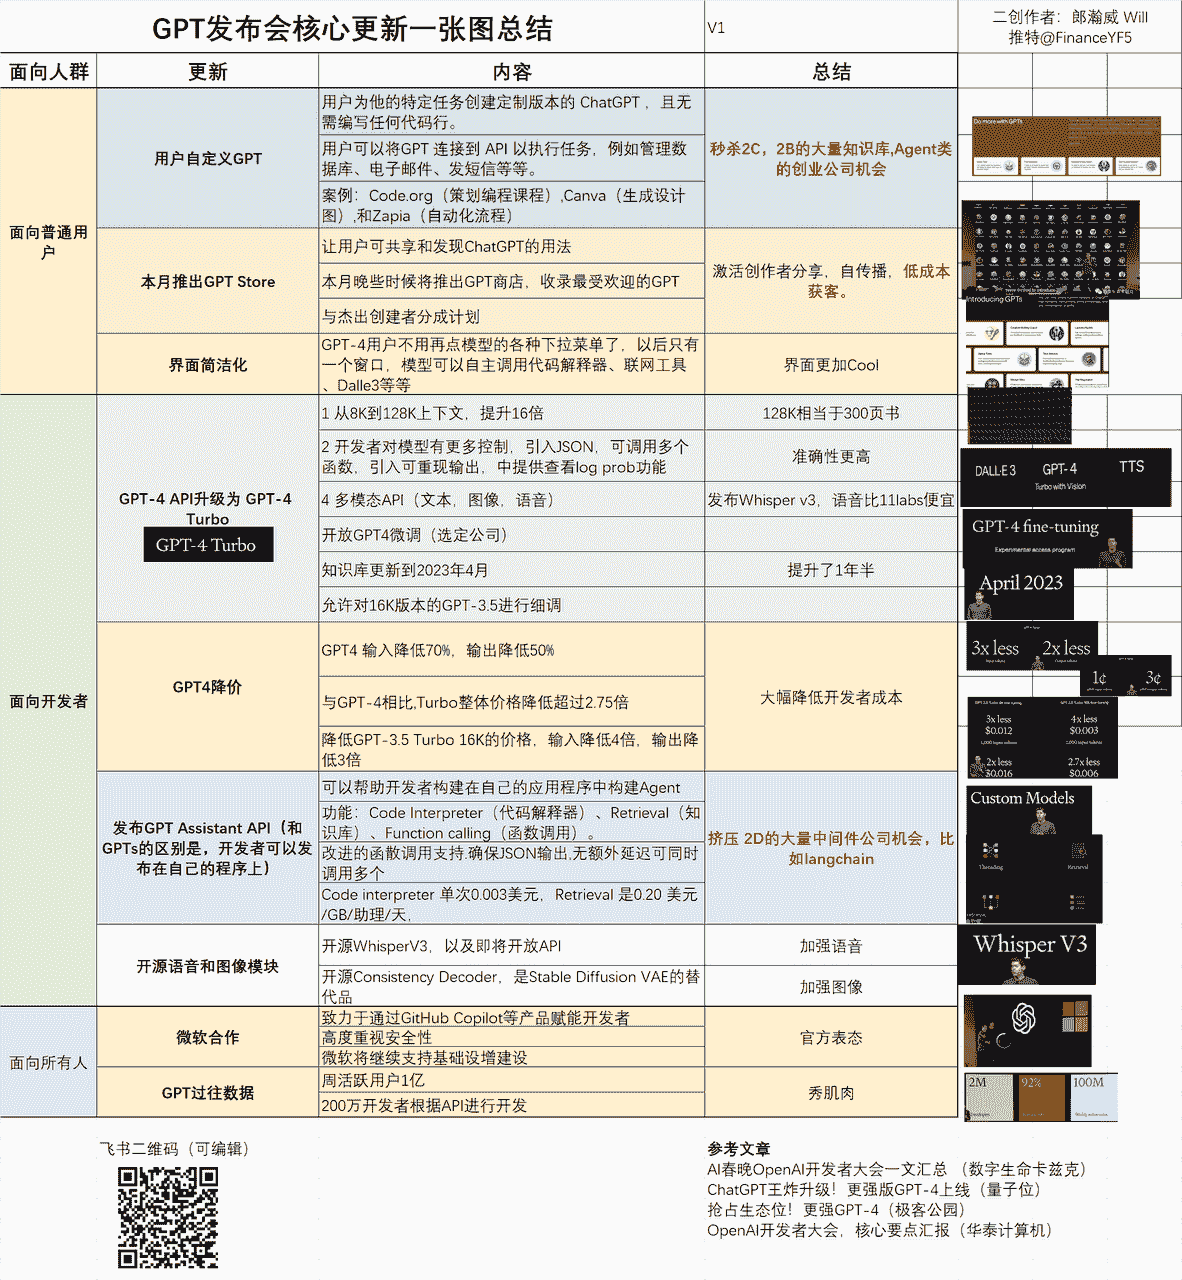 GPT发布会核心更新一张图总结
V1
二创作者：郎瀚威 Will
推特@FinanceYF5
面向人群
更新
内容
总结
面向普通用
户
用户自定义GPT
用户为他的特定任务创建定制版本的 ChatGPT ，且无
需编写任何代码行。
用户可以将GPT 连接到 API 以执行任务，例如管理数
据库、电子邮件、发短信等等。
案例：Code.org（策划编程课程）,Canva（生成设计
图）,和Zapia（自动化流程）
秒杀2C，2B的大量知识库,Agent类
的创业公司机会
本月推出GPT Store
让用户可共享和发现ChatGPT的用法
本月晚些时候将推出GPT商店，收录最受欢迎的GPT
与杰出创建者分成计划
激活创作者分享，自传播，低成本
获客。
界面简洁化
GPT-4用户不用再点模型的各种下拉菜单了，以后只有
一个窗口，模型可以自主调用代码解释器、联网工具
、Dalle3等等
界面更加Cool
面向开发者
GPT-4 API升级为 GPT-4
Turbo
GPT-4 Turbo
1 从8K到128K上下文，提升16倍
128K相当于300页书
2 开发者对模型有更多控制，引入JSON，可调用多个
函数，引入可重现输出，中提供查看log prob功能
准确性更高
4 多模态API（文本，图像，语音）
发布Whisper v3，语音比11labs便宜
开放GPT4微调（选定公司）
知识库更新到2023年4月
提升了1年半
允许对16K版本的GPT-3.5进行细调
GPT4降价
GPT4 输入降低70%，输出降低50%
与GPT-4相比,Turbo整体价格降低超过2.75倍
降低GPT-3.5 Turbo 16K的价格，输入降低4倍，输出降
低3倍
大幅降低开发者成本
发布GPT Assistant API（和
GPTs的区别是，开发者可以发
布在自己的程序上）
可以帮助开发者构建在自己的应用程序中构建Agent
功能：Code Interpreter（代码解释器）、Retrieval（知
识库）、Function calling（函数调用）。
改进的函散调用支持.确保JSON输出,无额外延迟可同时
调用多个
Code interpreter 单次0.003美元，Retrieval 是0.20 美元
/GB/助理/天，
挤压 2D的大量中间件公司机会，比
如langchain
开源语音和图像模块
开源WhisperV3，以及即将开放API
加强语音
开源Consistency Decoder，是Stable Diffusion VAE的替
代品
加强图像
面向所有人
微软合作
致力于通过GitHub Copilot等产品赋能开发者
高度重视安全性
微软将继续支持基础设增建设
官方表态
GPT过往数据
周活跃用户1亿
200万开发者根据API进行开发
秀肌肉
Do more with GPTs
Introducing GPTs
DALL·E 3
GPT-4
TTS
Turbo with Vision
GPT-4 fine-tuning
Experimental access program
April 2023
3x less
2x less
1¢
3¢
3x less
4x less
$0.012
$0.003
2x less
2.7x less
$0.016
$0.006
Custom Models
Threading
Retrieval
Whisper V3
2M
92%
100M
飞书二维码（可编辑）
参考文章
AI春晚OpenAI开发者大会一文汇总 （数字生命卡兹克）
ChatGPT王炸升级！更强版GPT-4上线（量子位）
抢占生态位！更强GPT-4（极客公园）
OpenAI开发者大会，核心要点汇报（华泰计算机）